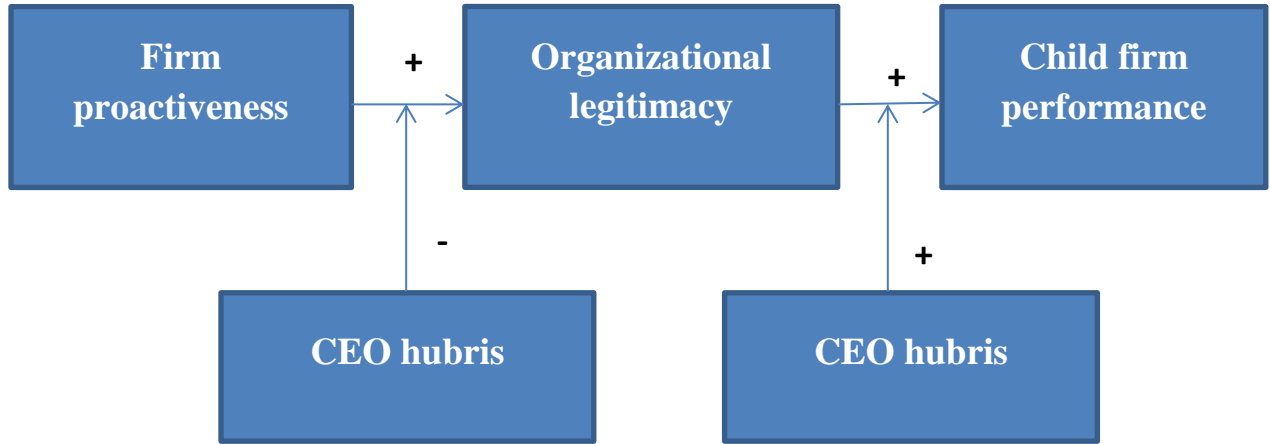 Firm
proactiveness
+
Organizational
legitimacy
+
Child firm
performance
-
+
CEO hubris
CEO hubris